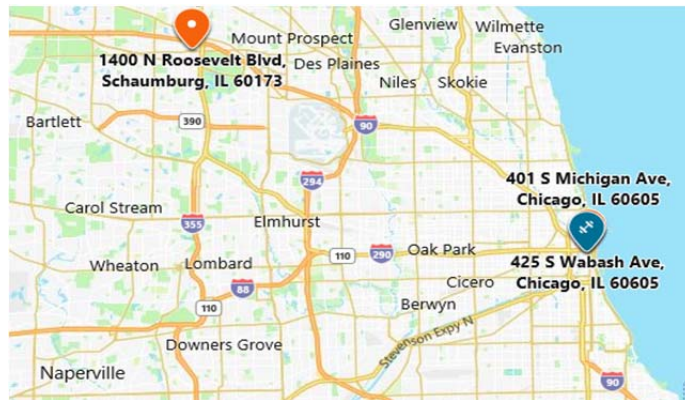 Glenview
Wilmette
Mount Prospect
Evanston
1400 N Roosevelt Blvd,
Schaumburg, IL 60173
Des Plaines
Niles
Skokie
Bartlett
390
90
401 S Michigan Ave,
Chicago, IL 60605
294
Carol Stream
355
Elmhurst
110
290
Oak Park
425 S Wabash Ave,
Chicago, IL 60605
Wheaton
Lombard
88
Cicero
110
Berwyn
Stevenson Expy N
Downers Grove
Naperville
90